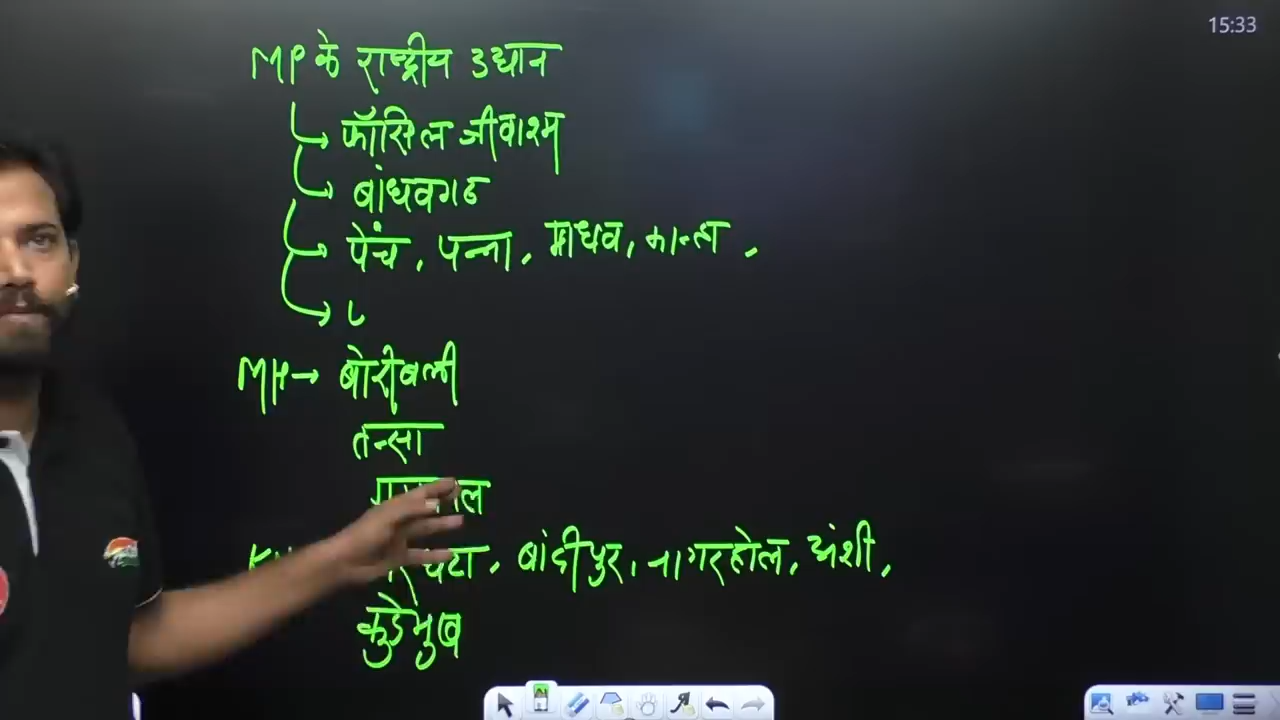 15:33
MP के राष्ट्रीय उद्यान
फॉसिल जीवाश्म
बांधवगढ
पेंच, पन्ना, माधव, कान्हा,
MH→ बोरीवली
तन्सा
बांदीपुर, नागरहोल, अंशी,
कुद्रेमुख